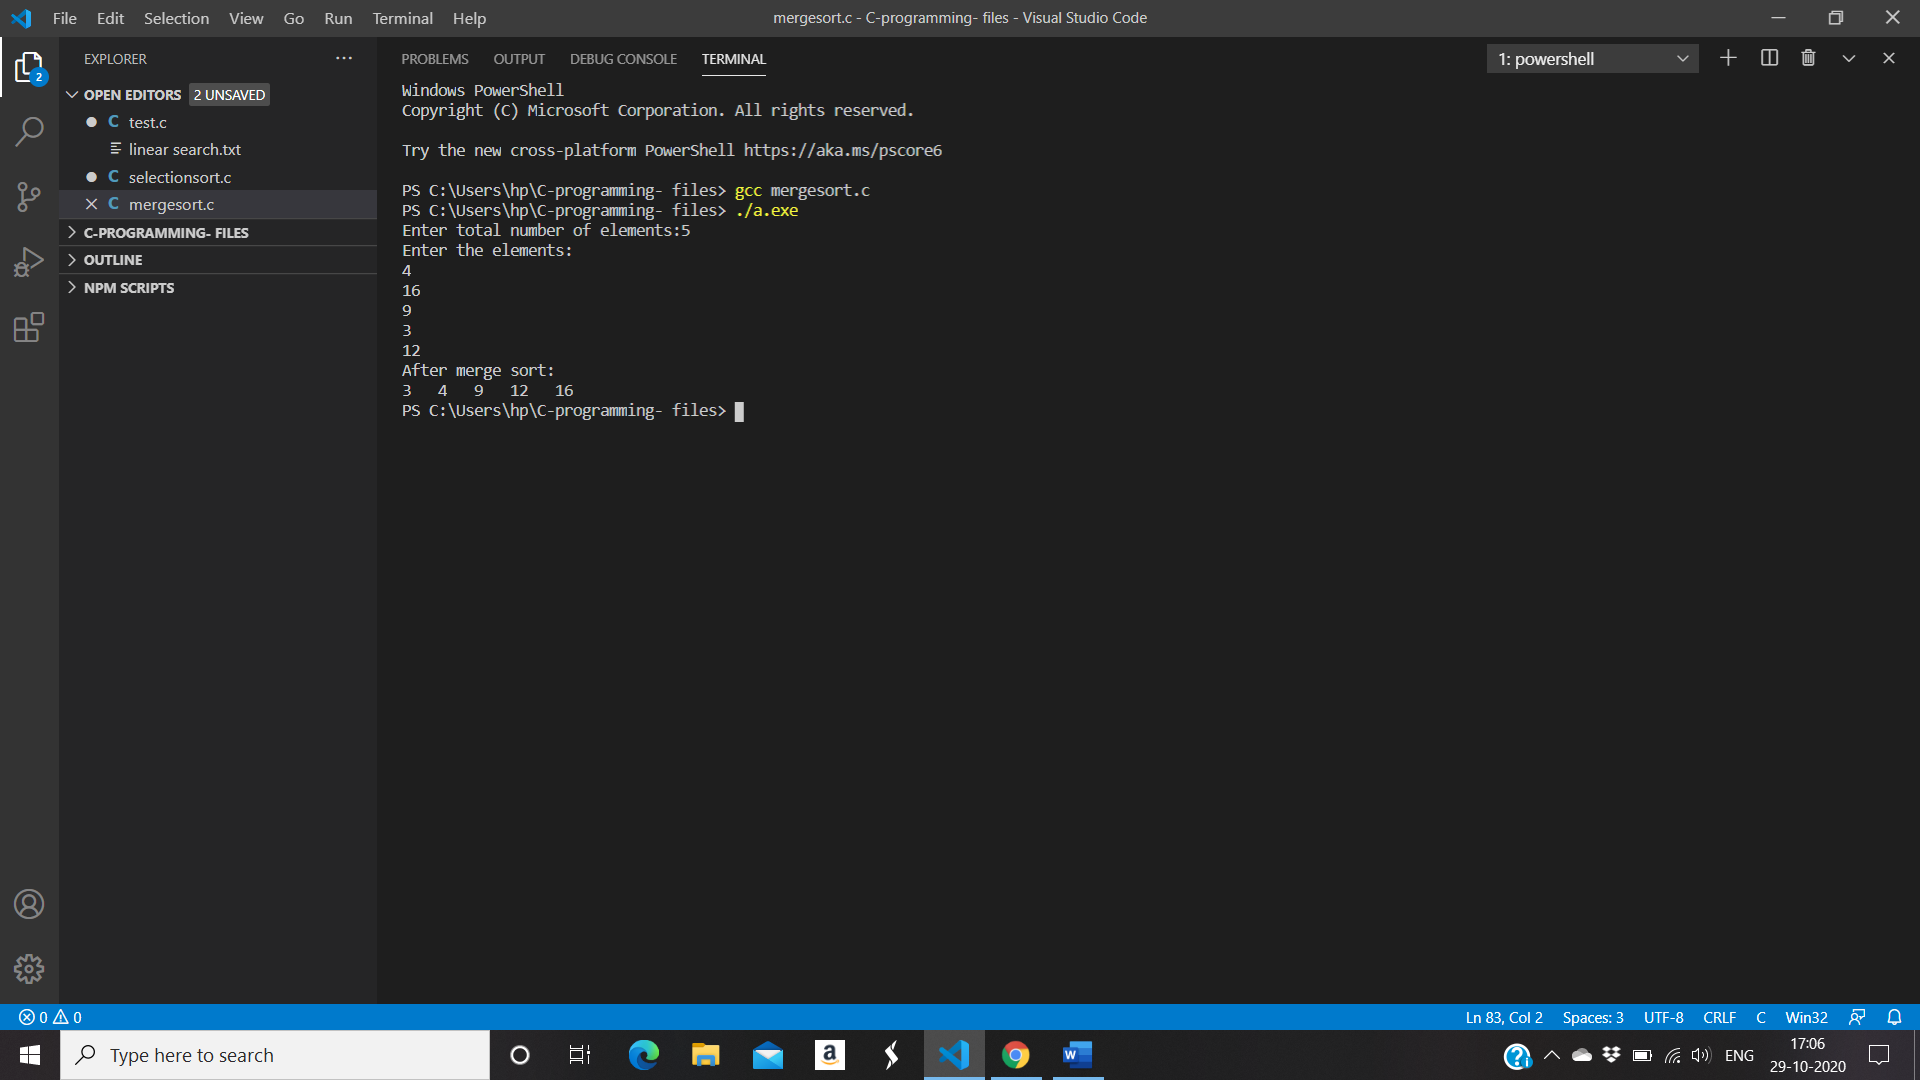 File Edit Selection View Go Run Terminal Help
mergesort.c - C-programming- files - Visual Studio Code
2
EXPLORER
OPEN EDITORS 2 UNSAVED
C test.c
linear search.txt
C selectionsort.c
C mergesort.c
C-PROGRAMMING- FILES
OUTLINE
NPM SCRIPTS
PROBLEMS OUTPUT DEBUG CONSOLE TERMINAL
1: powershell
Windows PowerShell
Copyright (C) Microsoft Corporation. All rights reserved.
Try the new cross-platform PowerShell https://aka.ms/pscore6
PS C:\Users\hp\C-programming- files> gcc mergesort.c
PS C:\Users\hp\C-programming- files> ./a.exe
Enter total number of elements:5
Enter the elements:
4
16
9
3
12
After merge sort:
3 4 9 12 16
PS C:\Users\hp\C-programming- files>
0 0
Ln 83, Col 2 Spaces: 3 UTF-8 CRLF C Win32
Type here to search
a
W
ENG
17:06
29-10-2020